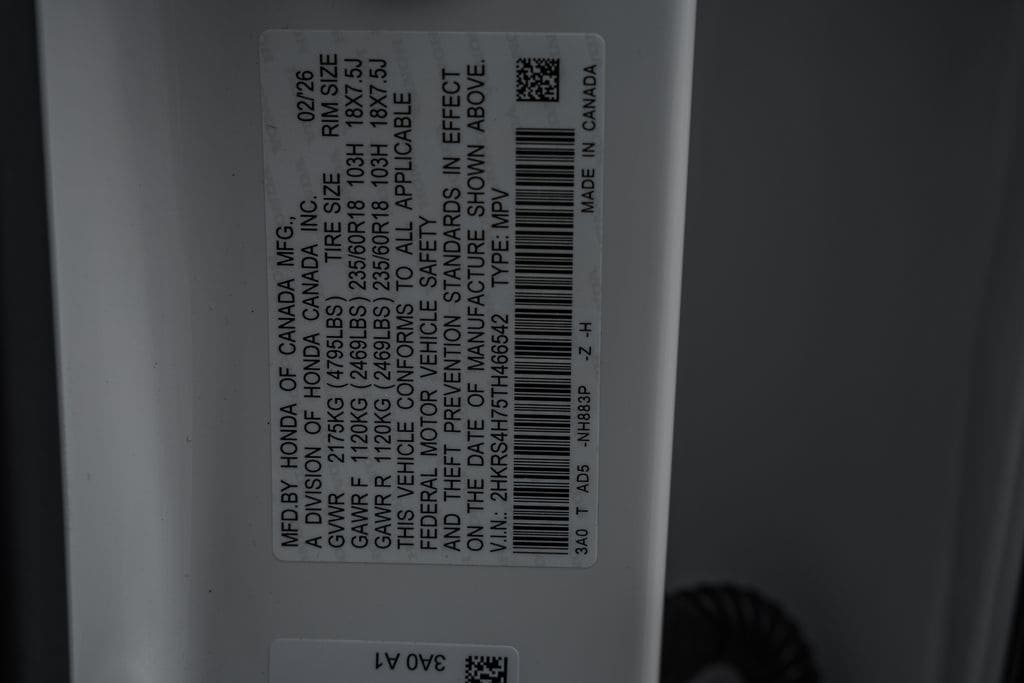 MFD.BY HONDA OF CANADA MFG.,
A DIVISION OF HONDA CANADA INC. 02/'26
GVWR 2175KG (4795LBS) TIRE SIZE RIM SIZE
GAWR F 1120KG (2469LBS) 235/60R18 103H 18X7.5J
GAWR R 1120KG (2469LBS) 235/60R18 103H 18X7.5J
THIS VEHICLE CONFORMS TO ALL APPLICABLE
FEDERAL MOTOR VEHICLE SAFETY
AND THEFT PREVENTION STANDARDS IN EFFECT
ON THE DATE OF MANUFACTURE SHOWN ABOVE.
V.I.N.: 2HKRS4H75TH466542 TYPE: MPV
3A0 T AD5 -NH883P -Z -H MADE IN CANADA
3A0 A1